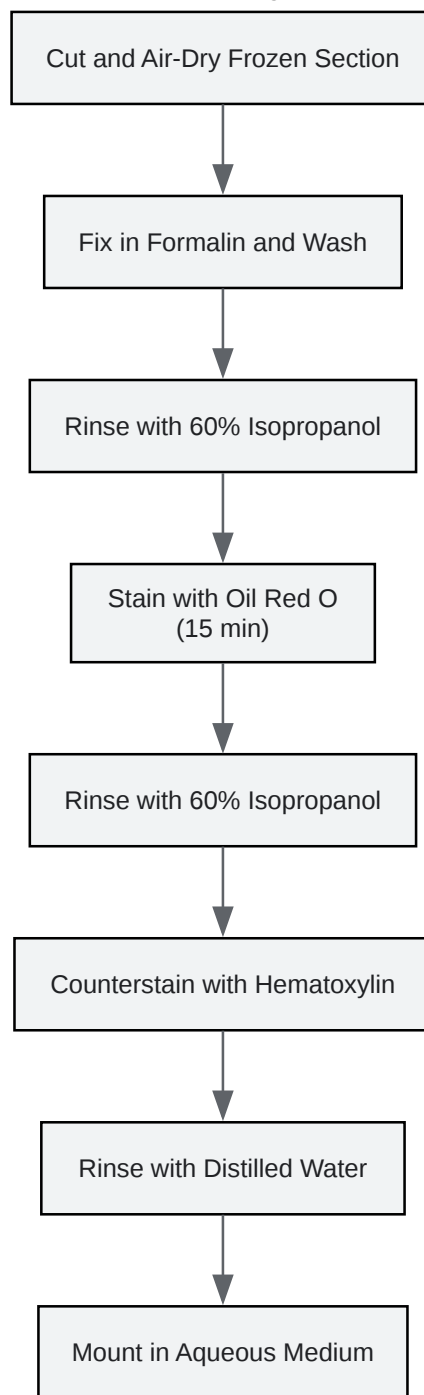 Cut and Air-Dry Frozen Section
Fix in Formalin and Wash
Rinse with 60% Isopropanol
Stain with Oil Red O
(15 min)
Rinse with 60% Isopropanol
Counterstain with Hematoxylin
Rinse with Distilled Water
Mount in Aqueous Medium